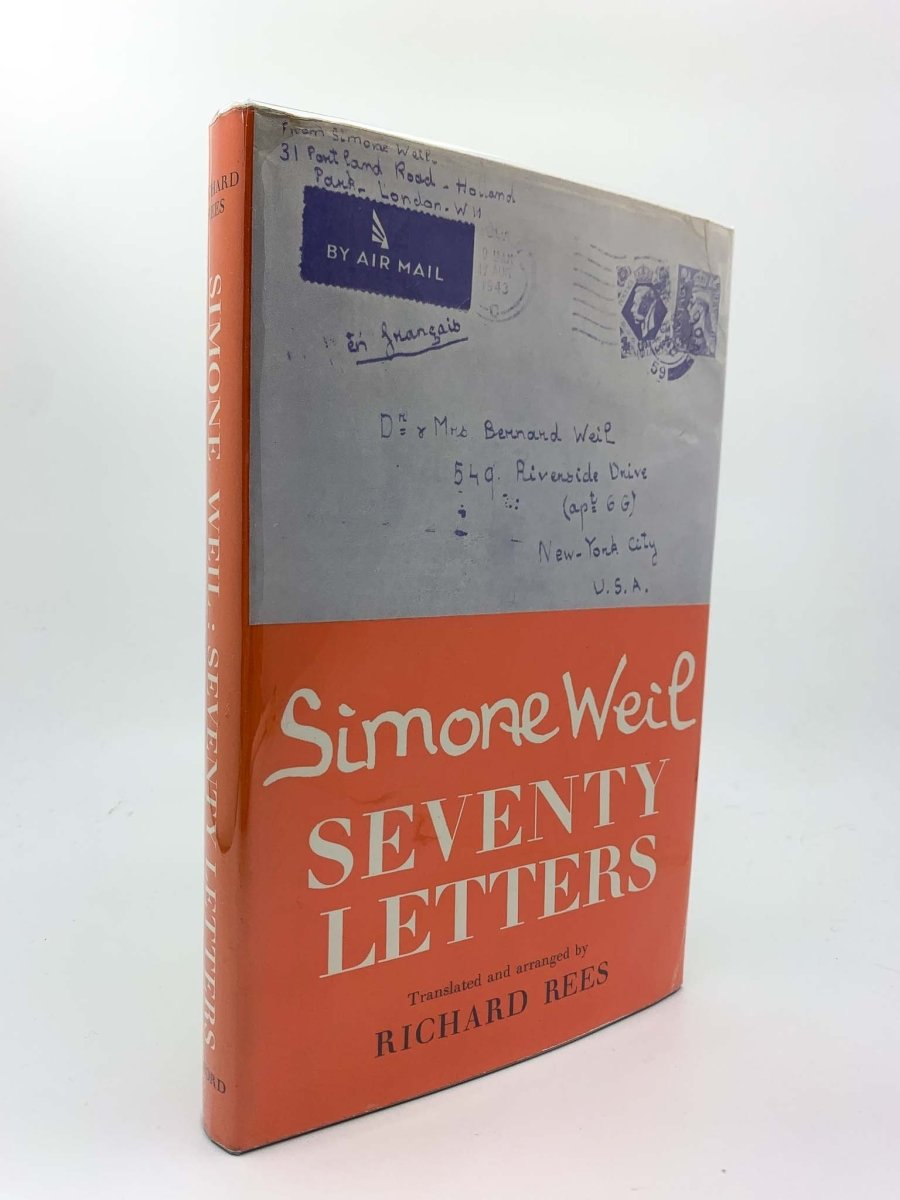 From Simone Weil.
31 Portland Road - Holland
Park - London - W 11
BY AIR MAIL
1943
en français
Dr & Mrs Bernard Weil
549. Riverside Drive
(apt 6 G)
New-York City
U.S.A.
Simone Weil
SEVENTY
LETTERS
Translated and arranged by
RICHARD REES
REES
SIMONE WEIL: SEVENTY LETTERS